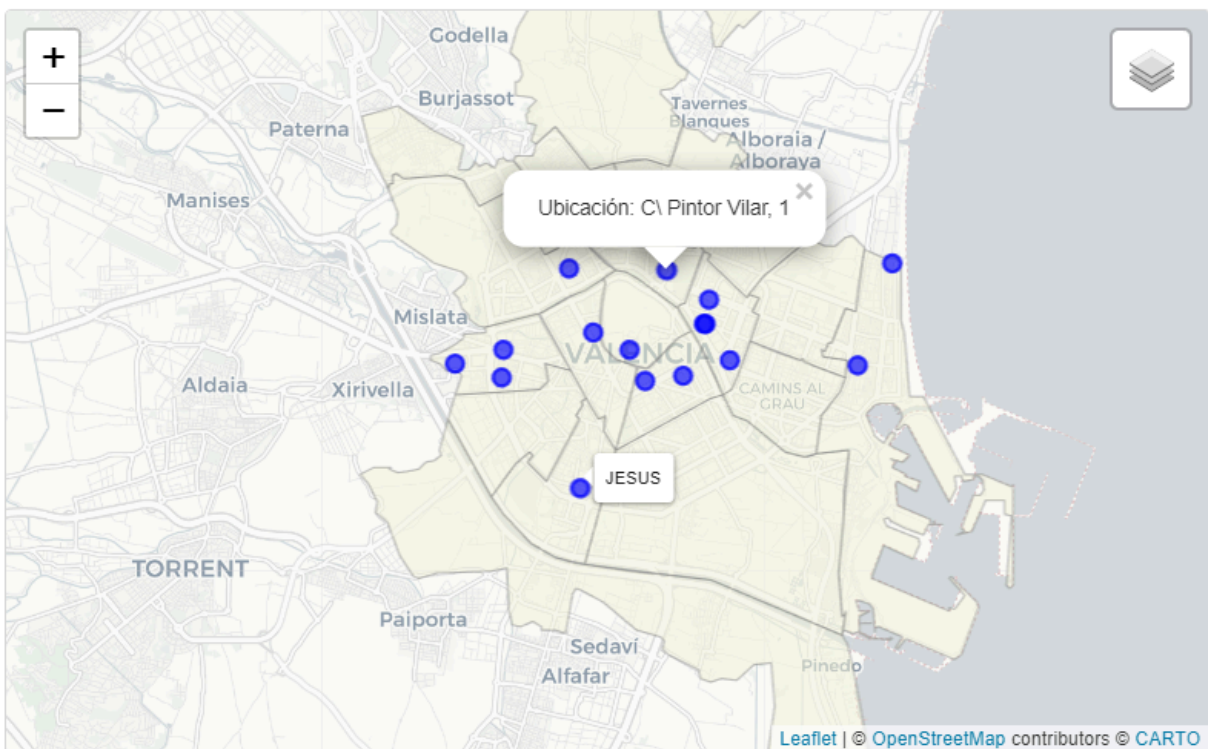 +
−
Godella
Burjassot
Paterna
Tavernes
Blanques
Alboraia /
Alboraya
Manises
Ubicación: C\ Pintor Vilar, 1
×
Mislata
VALENCIA
Aldaia
Xirivella
CAMINS AL
GRAU
JESUS
TORRENT
Paiporta
Sedaví
Alfafar
Pinedo
Leaflet | © OpenStreetMap contributors © CARTO